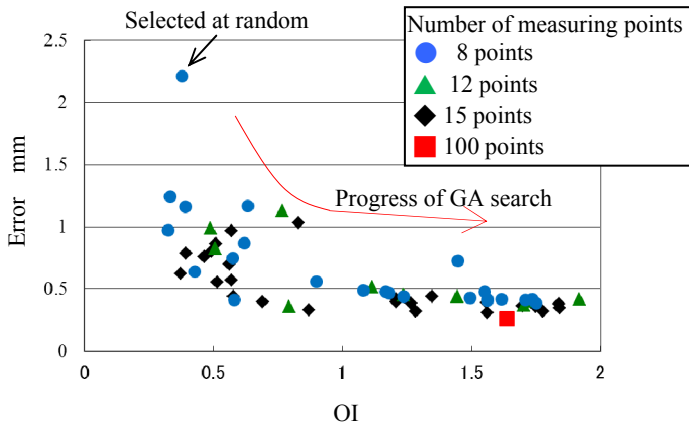 Selected at random
Number of measuring points
8 points
12 points
15 points
100 points
Progress of GA search
Error mm
2.5
2
1.5
1
0.5
0
0
0.5
1
1.5
2
OI